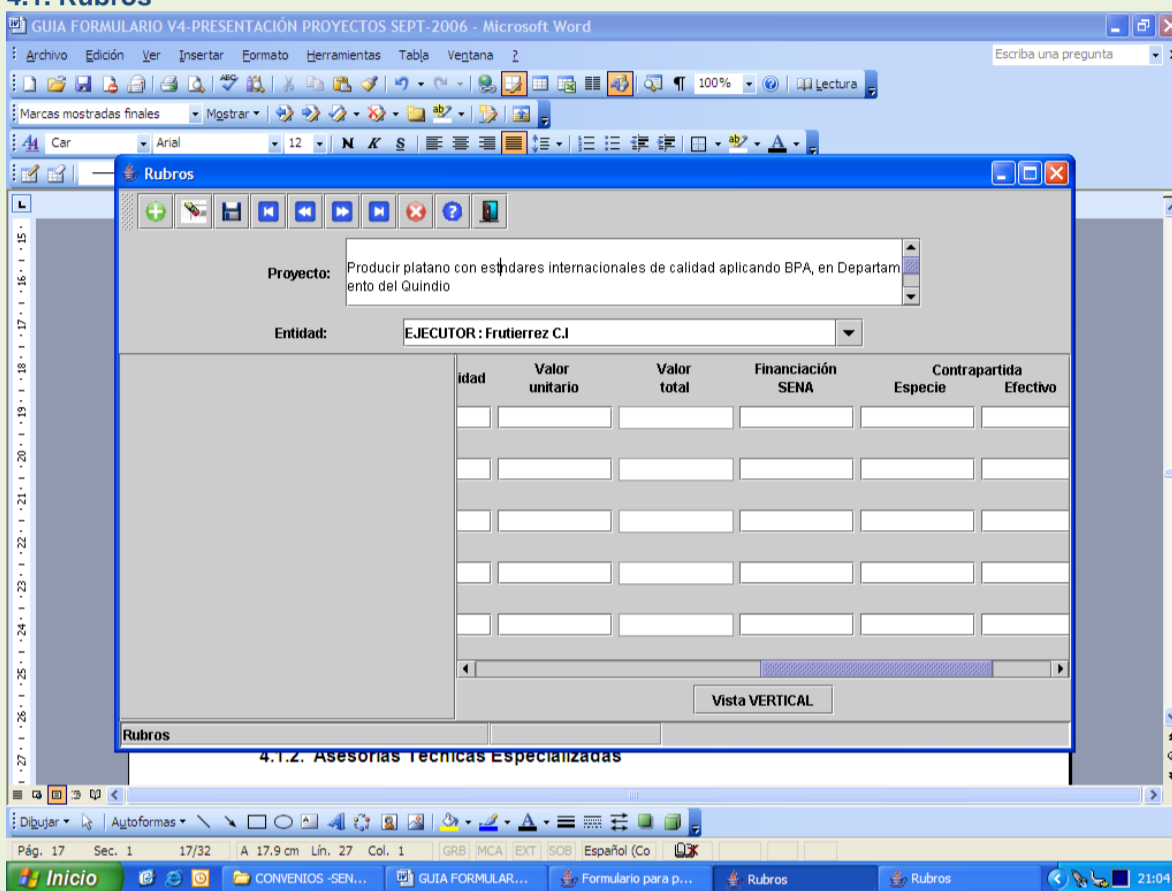 4.1. Rubros
GUIA FORMULARIO V4-PRESENTACIÓN PROYECTOS SEPT-2006 - Microsoft Word
Archivo Edición Ver Insertar Formato Herramientas Tabla Ventana ?
Escriba una pregunta
100% Lectura
Marcas mostradas finales Mostrar
Car Arial 12 N K S
Rubros
Proyecto:
Producir platano con estndares internacionales de calidad aplicando BPA, en Departam
ento del Quindio
Entidad:
EJECUTOR : Frutierrez C.I
idad Valor unitario Valor total Financiación SENA Contrapartida
Especie Efectivo
Vista VERTICAL
Rubros
4.1.2. Asesorías Técnicas Especializadas
Dibujar Autoformas
Pág. 17 Sec. 1 17/32 A 17.9 cm Lín. 27 Col. 1 GRB MCA EXT SOB Español (Co
Inicio CONVENIOS -SEN... GUIA FORMULAR... Formulario para p... Rubros Rubros 21:04